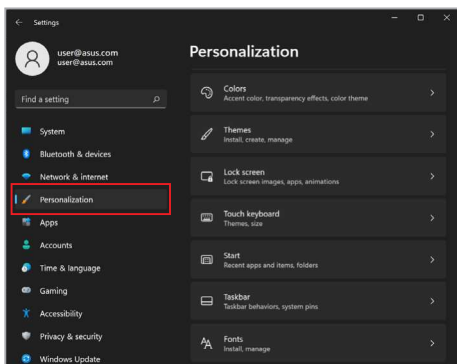 Settings
user@asus.com
user@asus.com
Find a setting
System
Bluetooth & devices
Network & internet
Personalization
Apps
Accounts
Time & language
Gaming
Accessibility
Privacy & security
Windows Update
Personalization
Colors
Accent color, transparency effects, color theme
Themes
Install, create, manage
Lock screen
Lock screen images, apps, animations
Touch keyboard
Themes, size
Start
Recent apps and items, folders
Taskbar
Taskbar behaviors, system pins
Fonts
Install, manage